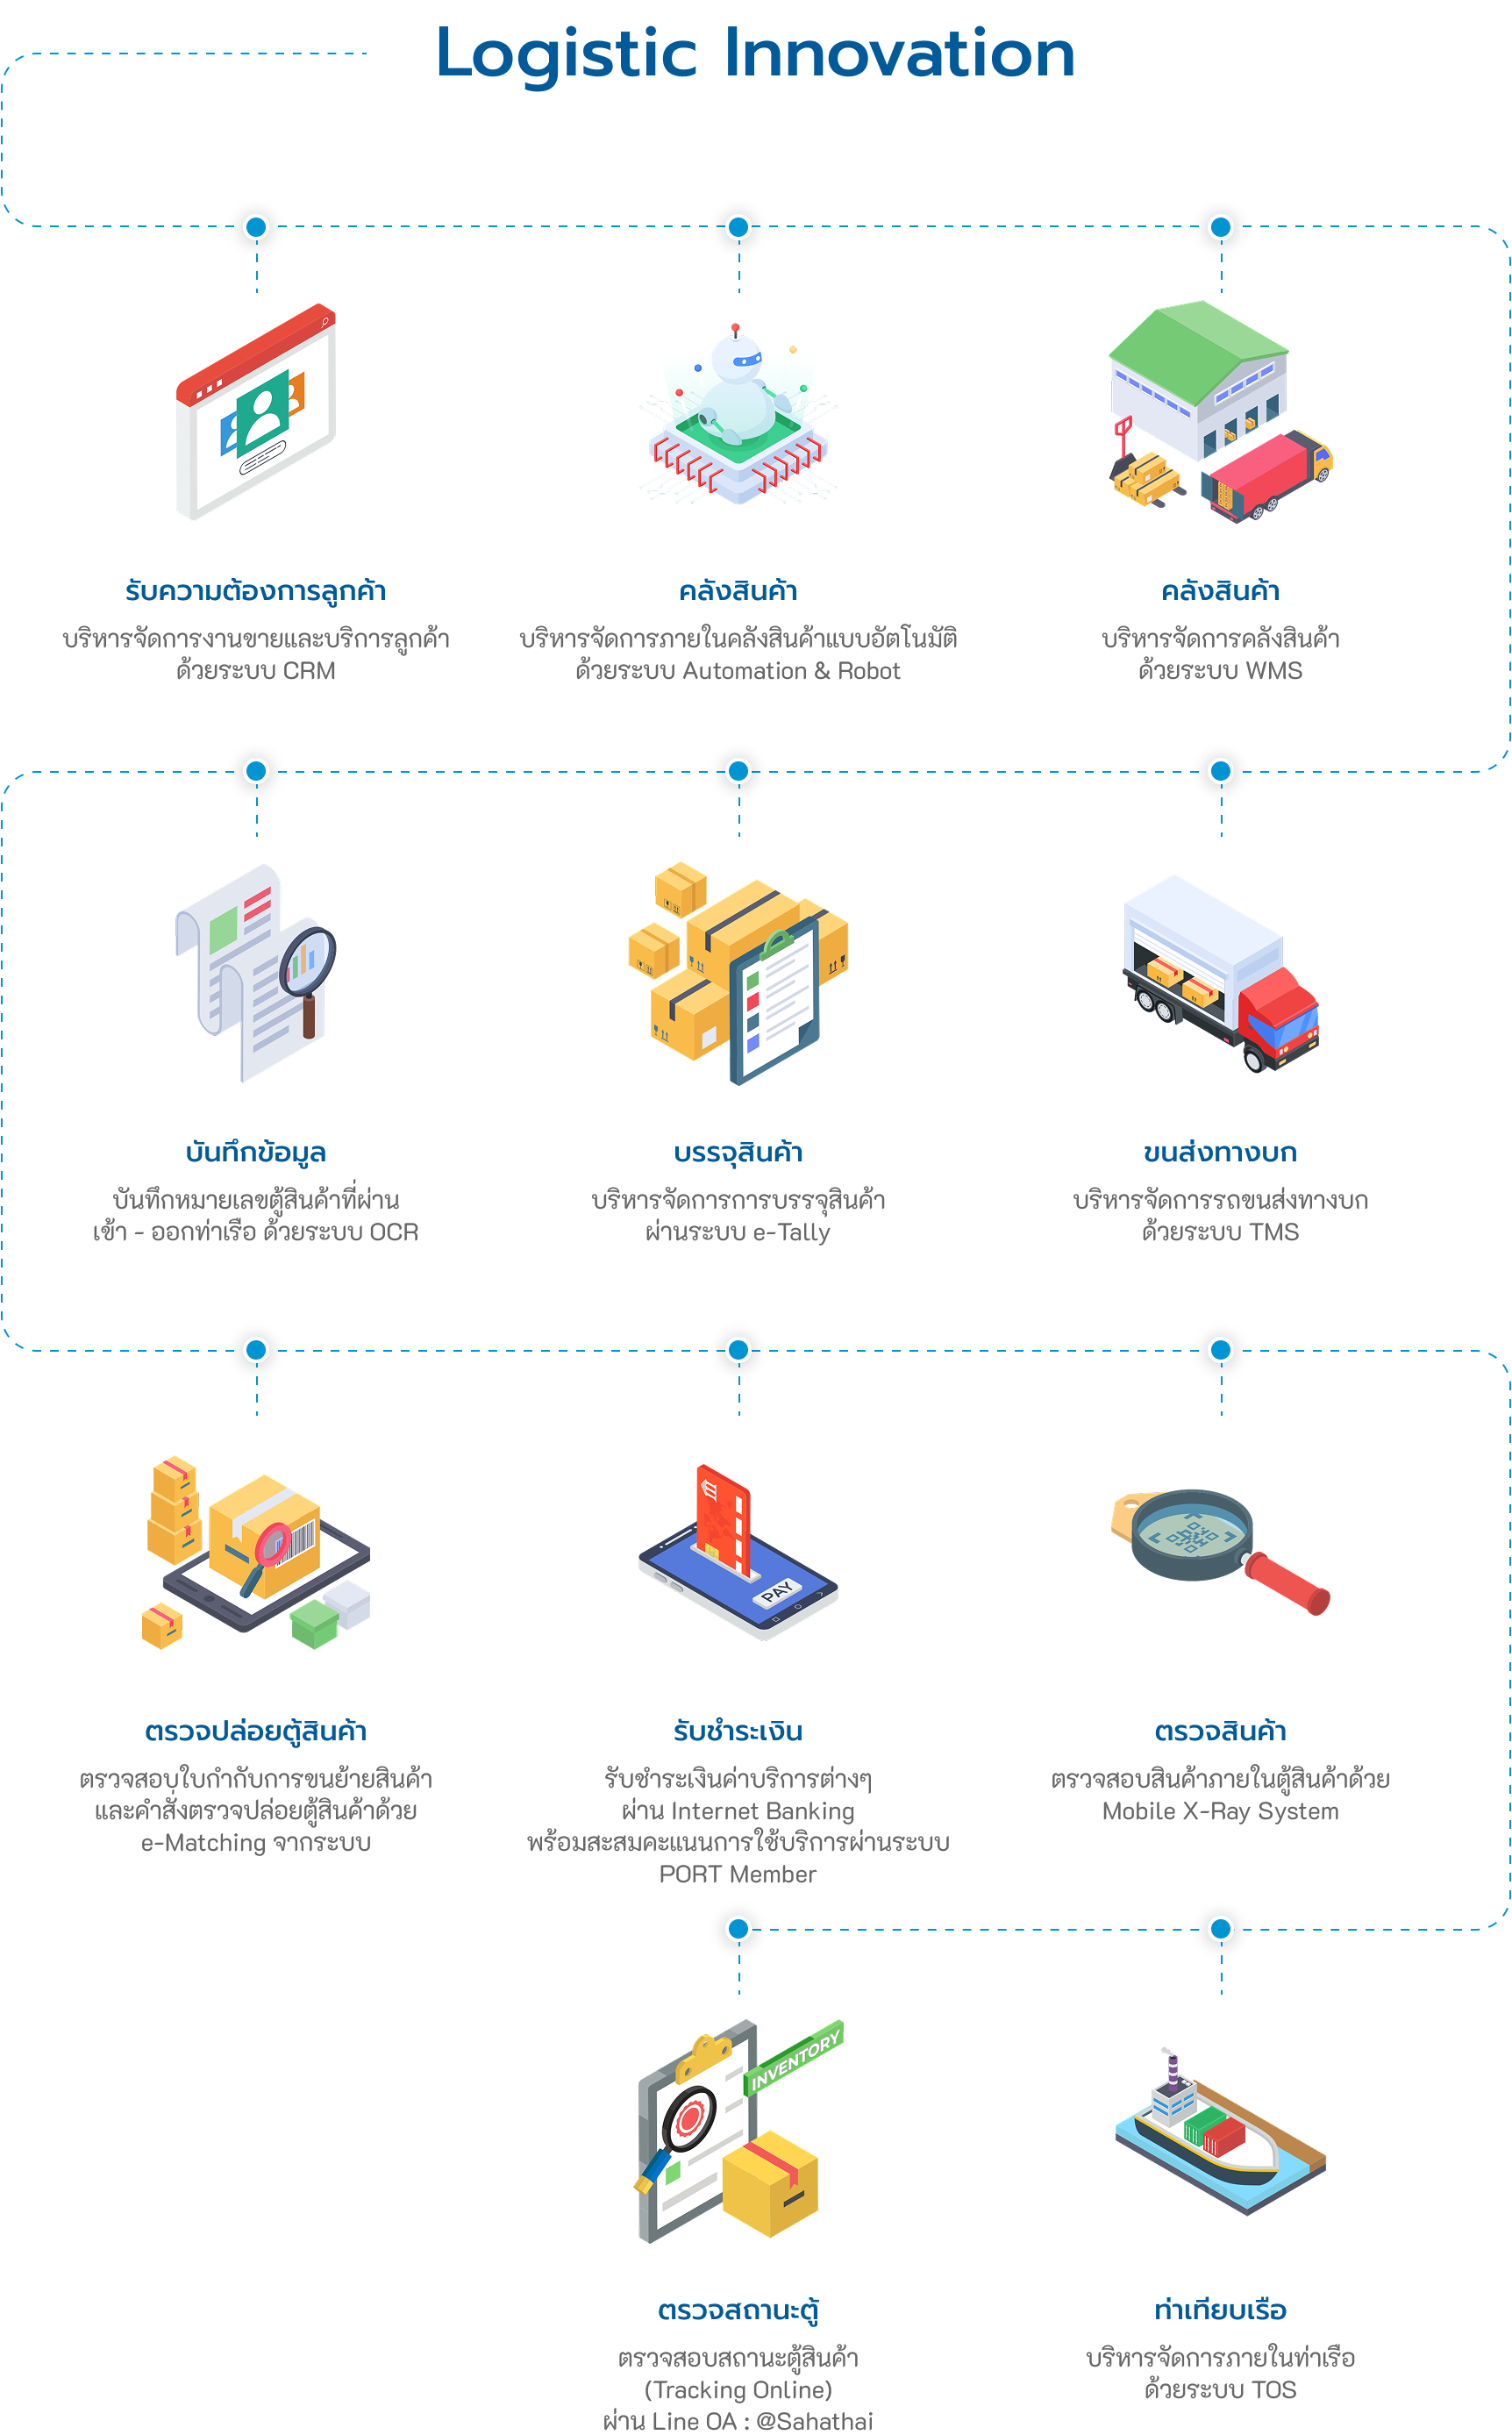 Logistic Innovation
รับความต้องการลูกค้า
บริหารจัดการงานขายและบริการลูกค้า
ด้วยระบบ CRM
คลังสินค้า
บริหารจัดการภายในคลังสินค้าแบบอัตโนมัติ
ด้วยระบบ Automation & Robot
คลังสินค้า
บริหารจัดการคลังสินค้า
ด้วยระบบ WMS
บันทึกข้อมูล
บันทึกหมายเลขตู้สินค้าที่ผ่าน
เข้า - ออกท่าเรือ ด้วยระบบ OCR
บรรจุสินค้า
บริหารจัดการการบรรจุสินค้า
ผ่านระบบ e-Tally
ขนส่งทางบก
บริหารจัดการรถขนส่งทางบก
ด้วยระบบ TMS
ตรวจปล่อยตู้สินค้า
ตรวจสอบใบกำกับการขนย้ายสินค้า
และคำสั่งตรวจปล่อยตู้สินค้าด้วย
e-Matching จากระบบ
PAY
รับชำระเงิน
รับชำระเงินค่าบริการต่างๆ
ผ่าน Internet Banking
พร้อมสะสมคะแนนการใช้บริการผ่านระบบ
PORT Member
ตรวจสินค้า
ตรวจสอบสินค้าภายในตู้สินค้าด้วย
Mobile X-Ray System
INVENTORY
ตรวจสถานะตู้
ตรวจสอบสถานะตู้สินค้า
(Tracking Online)
ผ่าน Line OA : @Sahathai
ท่าเทียบเรือ
บริหารจัดการภายในท่าเรือ
ด้วยระบบ TOS